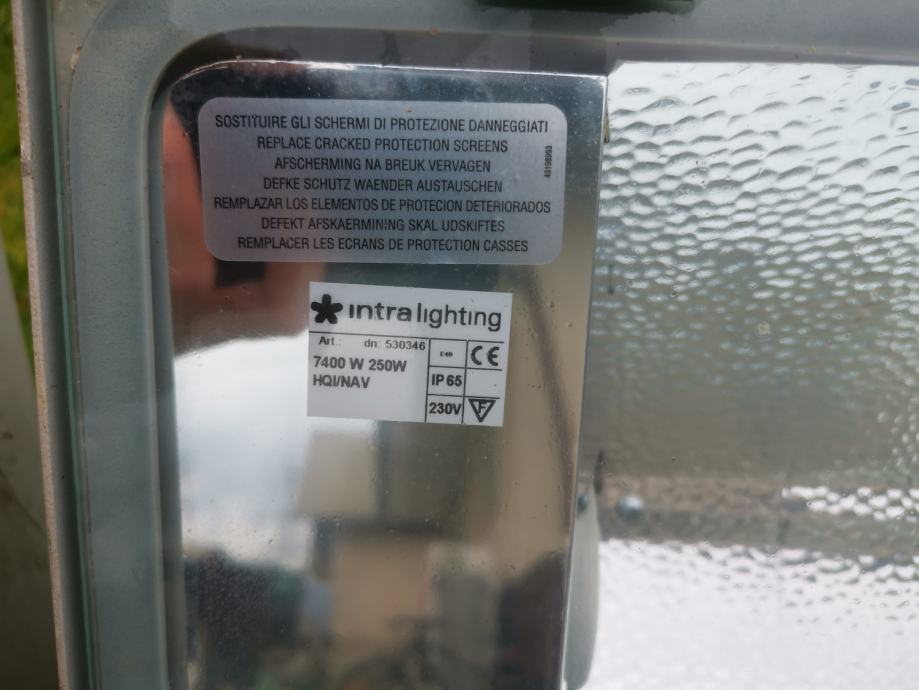 SOSTITUIRE GLI SCHERMI DI PROTEZIONE DANNEGGIATI
REPLACE CRACKED PROTECTION SCREENS
AFSCHERMING NA BREUK VERVAGEN
DEFKE SCHUTZ WAENDER AUSTAUSCHEN
REMPLAZAR LOS ELEMENTOS DE PROTECION DETERIORADOS
DEFEKT AFSKAERMINING SKAL UDSKIFTES
REMPLACER LES ECRANS DE PROTECTION CASSES
intra lighting
Art.: dn: 530346
7400 W 250W
HQI/NAV
CE
IP 65
230V
F